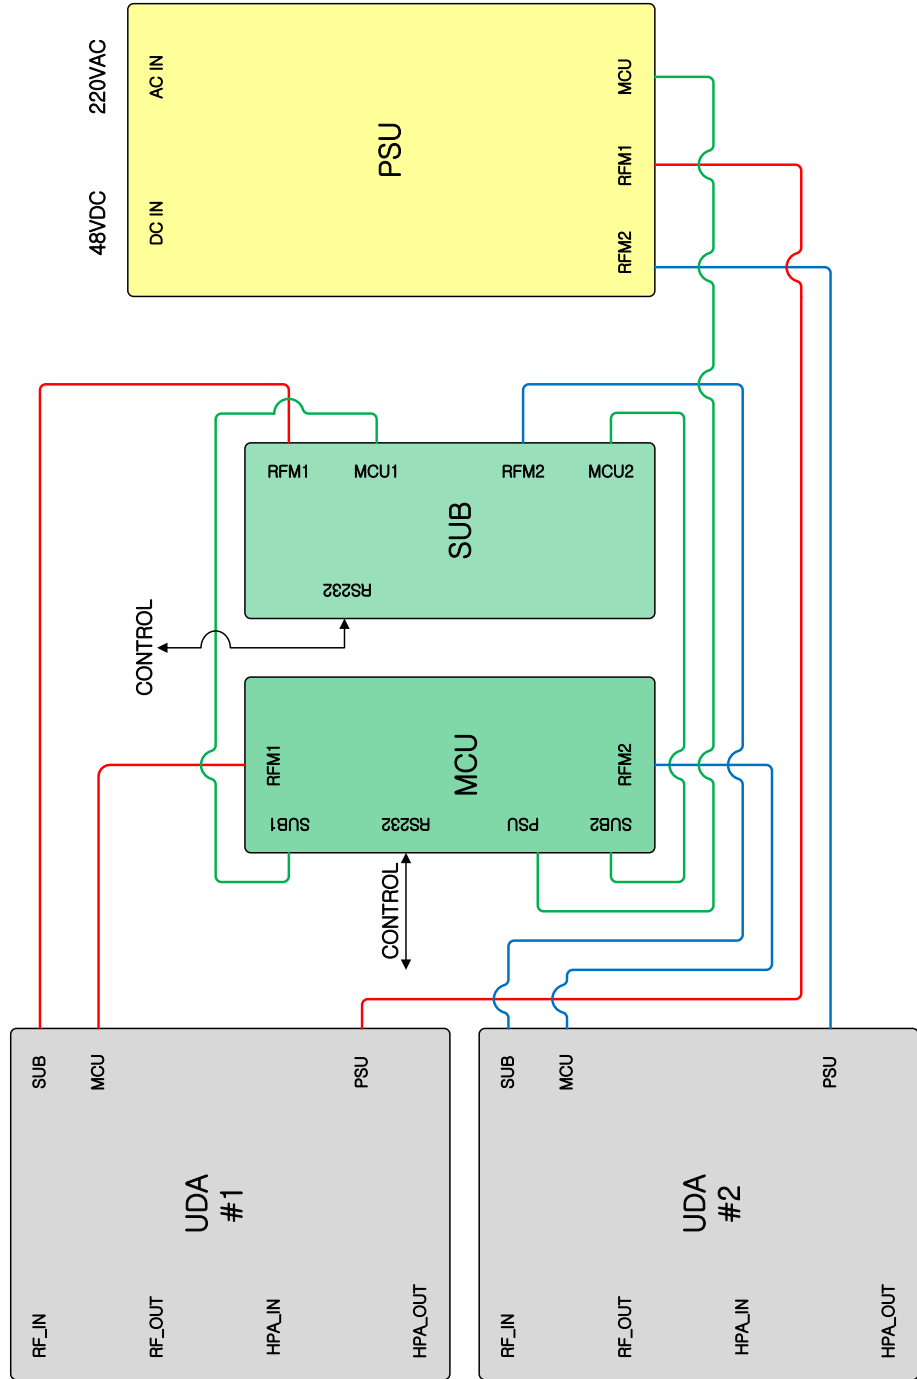 220VAC
48VDC
AC IN
DC IN
PSU
MCU
RFM1
RFM2
RFM1
MCU1
RFM2
MCU2
SUB
RS232
CONTROL
RFM1
MCU
RFM2
SUB1
RS232
PSU
SUB2
CONTROL
SUB
MCU
PSU
UDA
#1
RF_IN
RF_OUT
HPA_IN
HPA_OUT
SUB
MCU
PSU
UDA
#2
RF_IN
RF_OUT
HPA_IN
HPA_OUT